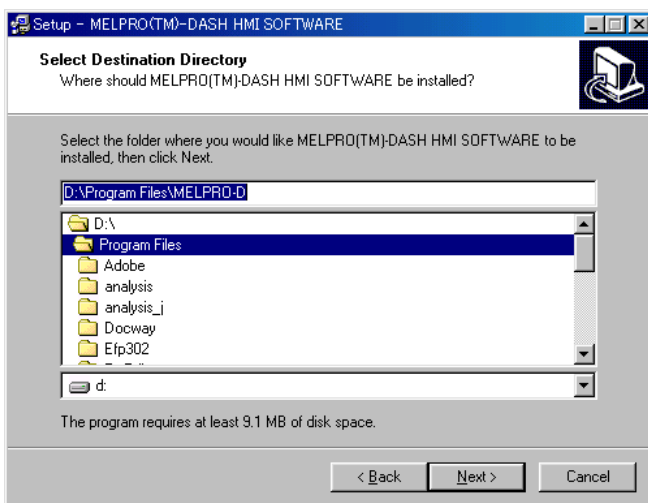 Setup - MELPRO(TM)-DASH HMI SOFTWARE
Select Destination Directory
Where should MELPRO(TM)-DASH HMI SOFTWARE be installed?
Select the folder where you would like MELPRO(TM)-DASH HMI SOFTWARE to be
installed, then click Next.
D:\Program Files\MELPRO-D
D:\
Program Files
Adobe
analysis
analysis_j
Docway
Efp302
d:
The program requires at least 9.1 MB of disk space.
< Back
Next >
Cancel